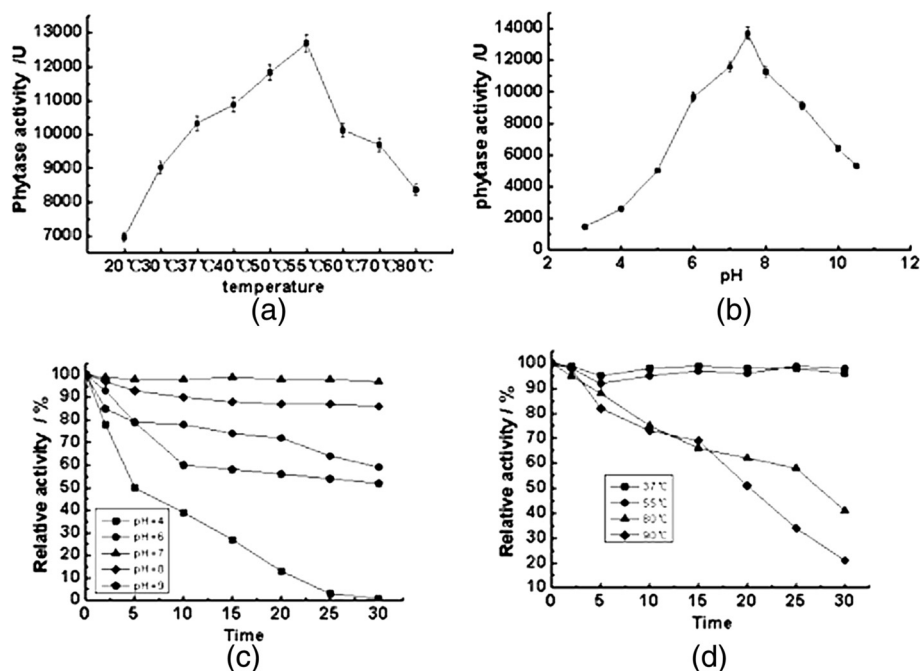 (a)
Phytase activity /U
13000
12000
11000
10000
9000
8000
7000
20℃30℃37℃40℃50℃55℃60℃70℃80℃
temperature
(b)
phytase activity /U
14000
12000
10000
8000
6000
4000
2000
0
2 4 6 8 10 12
pH
(c)
Relative activity / %
100
90
80
70
60
50
40
30
20
10
0
pH=4
pH=6
pH=7
pH=8
pH=9
0 5 10 15 20 25 30
Time
(d)
Relative activity / %
100
90
80
70
60
50
40
30
20
10
37℃
55℃
80℃
90℃
0 5 10 15 20 25 30
Time